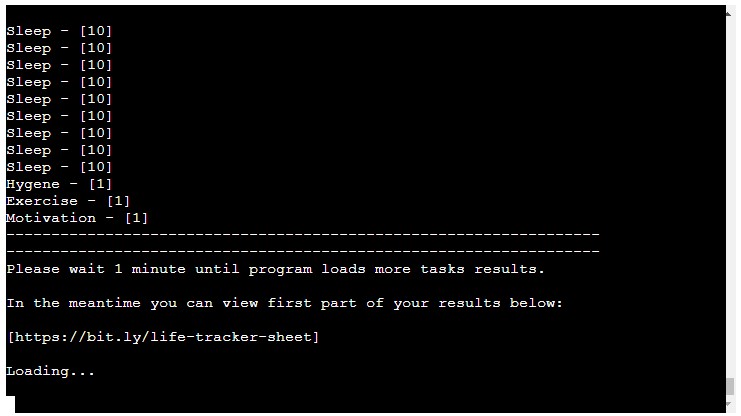 Sleep - [10]
Sleep - [10]
Sleep - [10]
Sleep - [10]
Sleep - [10]
Sleep - [10]
Sleep - [10]
Sleep - [10]
Sleep - [10]
Hygene - [1]
Exercise - [1]
Motivation - [1]
------------------------------------------------------------------
------------------------------------------------------------------
Please wait 1 minute until program loads more tasks results.
In the meantime you can view first part of your results below:
[https://bit.ly/life-tracker-sheet]
Loading...